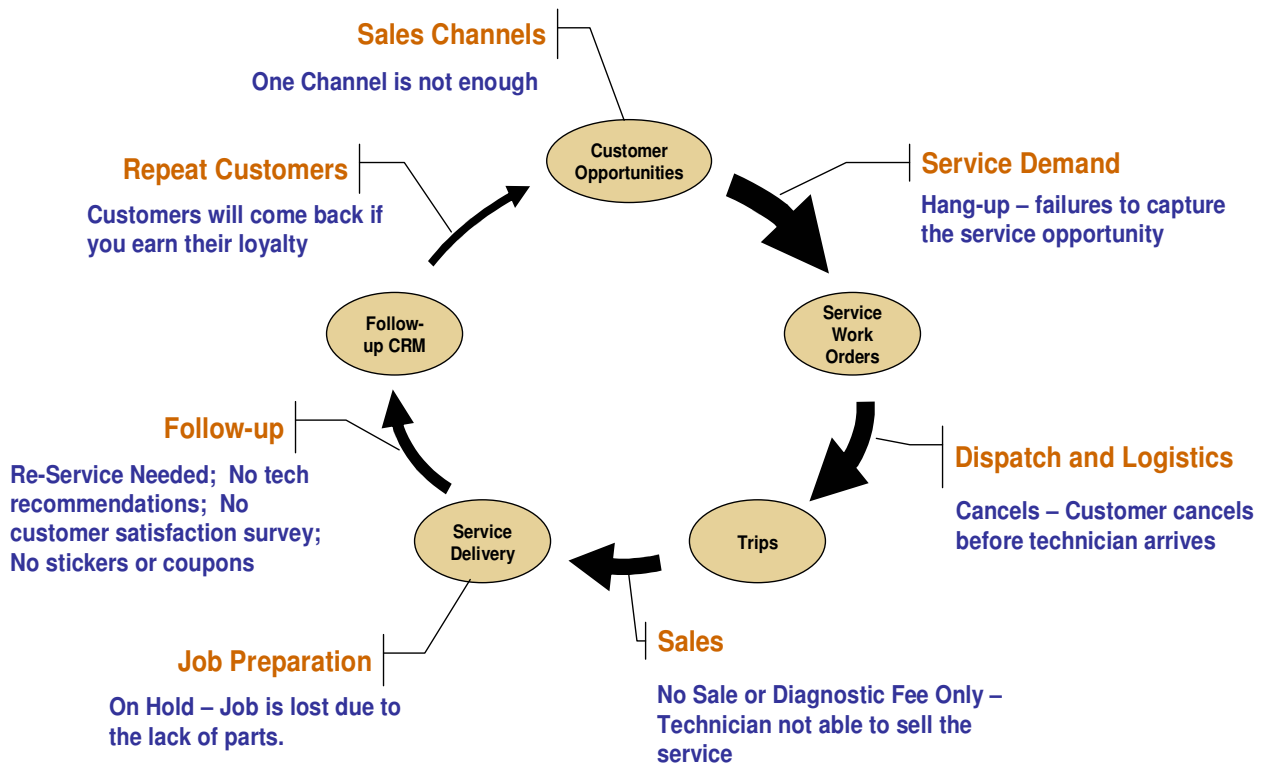 Sales Channels
One Channel is not enough
Customer
Opportunities
Service Demand
Hang-up – failures to capture
the service opportunity
Repeat Customers
Customers will come back if
you earn their loyalty
Service
Work
Orders
Follow-
up CRM
Dispatch and Logistics
Cancels – Customer cancels
before technician arrives
Follow-up
Re-Service Needed; No tech
recommendations; No
customer satisfaction survey;
No stickers or coupons
Trips
Service
Delivery
Sales
No Sale or Diagnostic Fee Only –
Technician not able to sell the
service
Job Preparation
On Hold – Job is lost due to
the lack of parts.